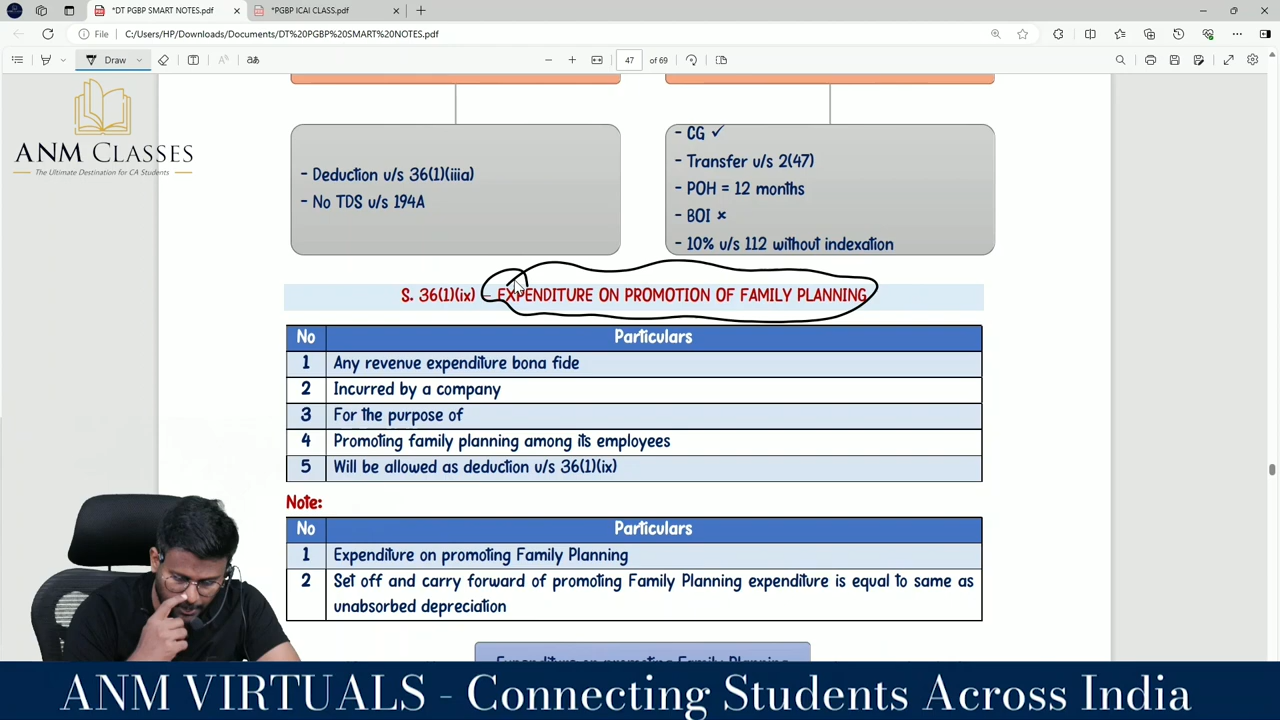 *DT PGBP SMART NOTES.pdf
*PGBP ICAI CLASS.pdf
File
C:/Users/HP/Downloads/Documents/DT%20PGBP%20SMART%20NOTES.pdf
Draw
47 of 69
ANM CLASSES
The Ultimate Destination for CA Students
- Deduction u/s 36(1)(iiia)
- No TDS u/s 194A
- CG ✓
- Transfer u/s 2(47)
- POH = 12 months
- BOI ×
- 10% u/s 112 without indexation
S. 36(1)(ix) – EXPENDITURE ON PROMOTION OF FAMILY PLANNING
No Particulars
1 Any revenue expenditure bona fide
2 Incurred by a company
3 For the purpose of
4 Promoting family planning among its employees
5 Will be allowed as deduction u/s 36(1)(ix)
Note:
No Particulars
1 Expenditure on promoting Family Planning
2 Set off and carry forward of promoting Family Planning expenditure is equal to same as
unabsorbed depreciation
Expenditure on promoting Family Planning
ANM VIRTUALS - Connecting Students Across India